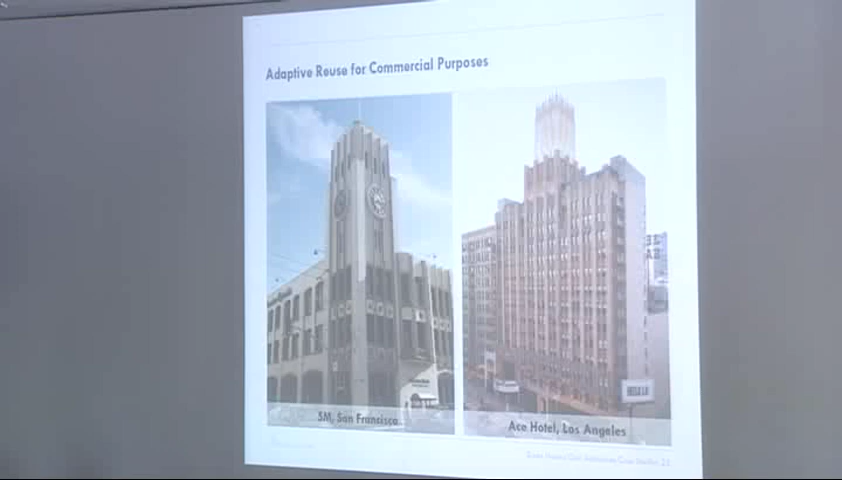 Adaptive Reuse for Commercial Purposes
5M, San Francisco
Ace Hotel, Los Angeles